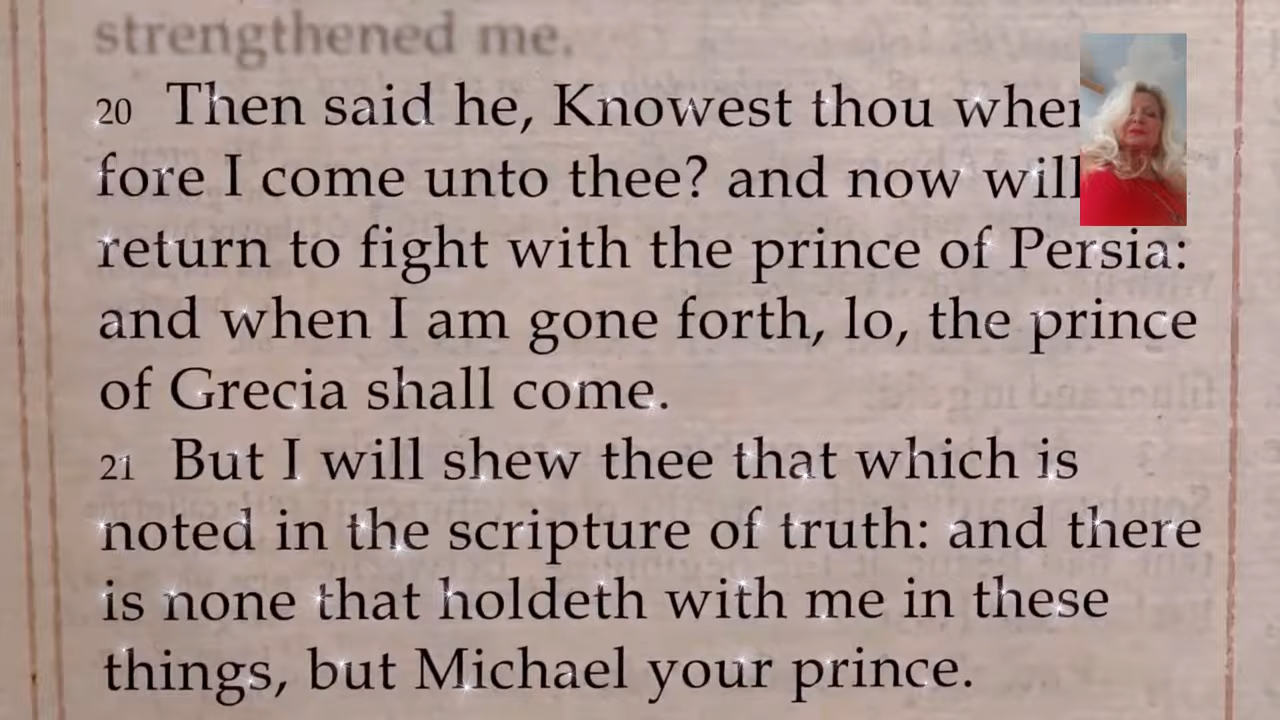 strengthened me.
20 Then said he, Knowest thou wher
fore I come unto thee? and now will
return to fight with the prince of Persia:
and when I am gone forth, lo, the prince
of Grecia shall come.
21 But I will shew thee that which is
noted in the scripture of truth: and there
is none that holdeth with me in these
things, but Michael your prince.